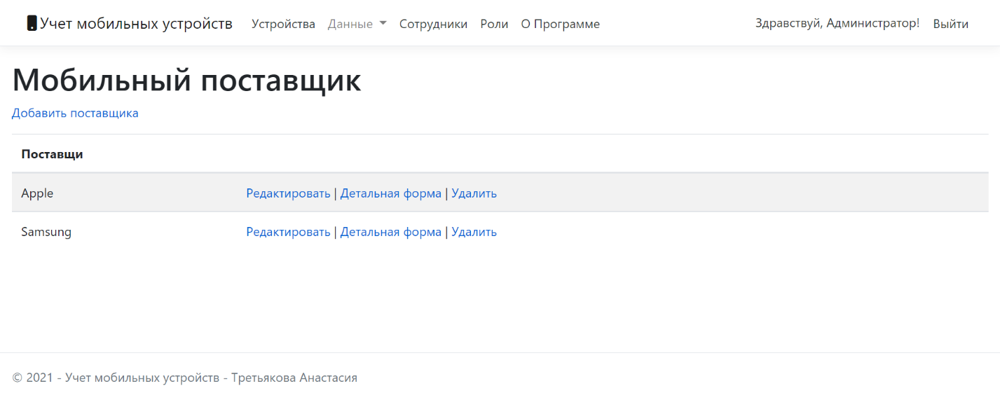 Учет мобильных устройств Устройства Данные Сотрудники Роли О Программе Здравствуй, Администратор! Выйти
Мобильный поставщик
Добавить поставщика
Поставщи
Apple Редактировать | Детальная форма | Удалить
Samsung Редактировать | Детальная форма | Удалить
© 2021 - Учет мобильных устройств - Третьякова Анастасия